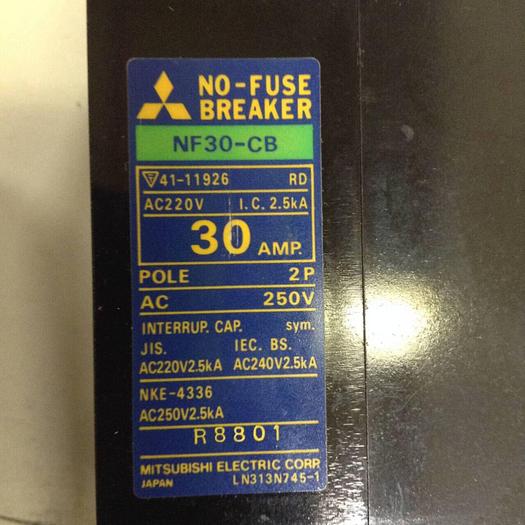 NO-FUSE
BREAKER
NF30-CB
41-11926 RD
AC220V I.C. 2.5kA
30 AMP.
POLE 2P
AC 250V
INTERRUP. CAP. sym.
JIS. IEC. BS.
AC220V2.5kA AC240V2.5kA
NKE-4336
AC250V2.5kA
R8801
MITSUBISHI ELECTRIC CORP
JAPAN LN313N745-1